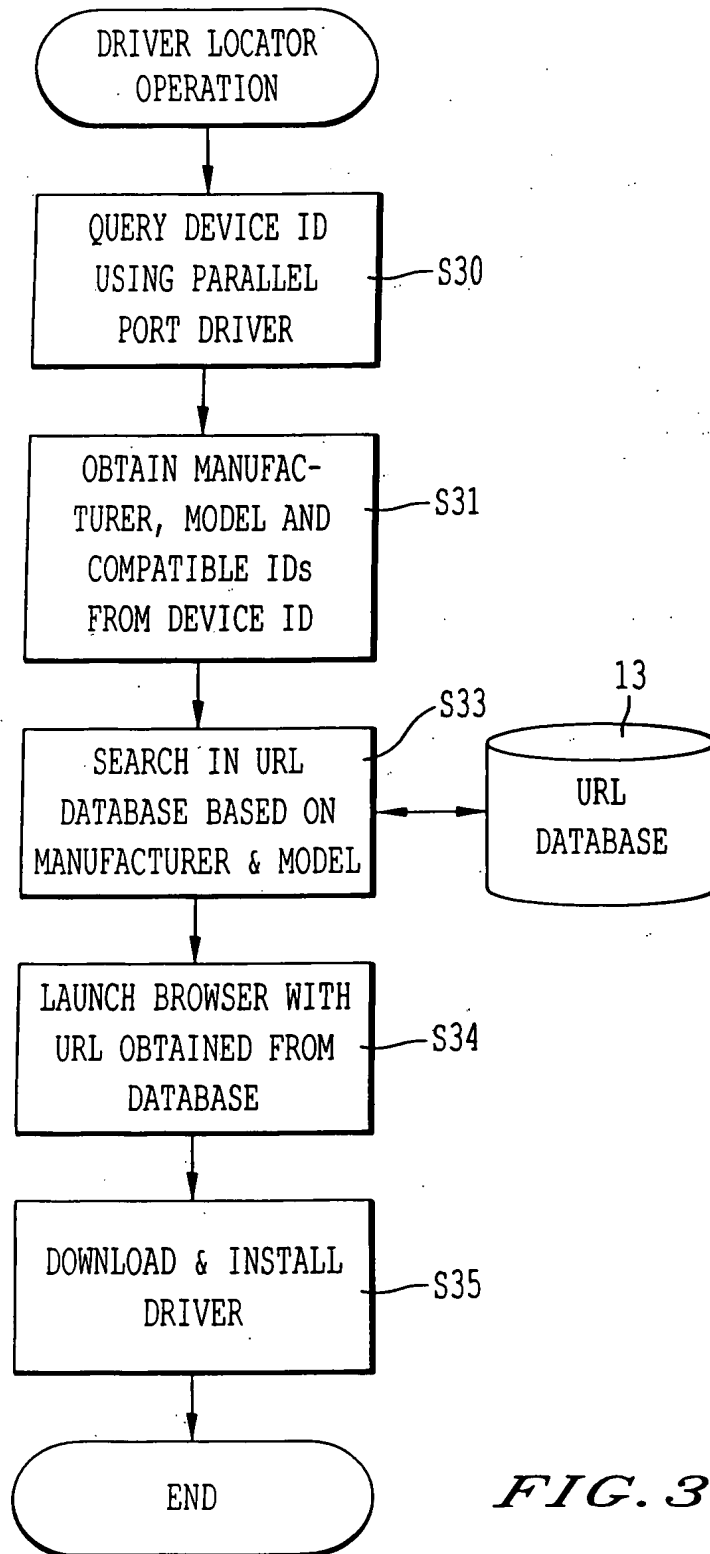 DRIVER LOCATOR
OPERATION
QUERY DEVICE ID
USING PARALLEL
PORT DRIVER
S30
OBTAIN MANUFAC-
TURER, MODEL AND
COMPATIBLE IDs
FROM DEVICE ID
S31
SEARCH IN URL
DATABASE BASED ON
MANUFACTURER & MODEL
S33
13
URL
DATABASE
LAUNCH BROWSER WITH
URL OBTAINED FROM
DATABASE
S34
DOWNLOAD & INSTALL
DRIVER
S35
END
FIG. 3